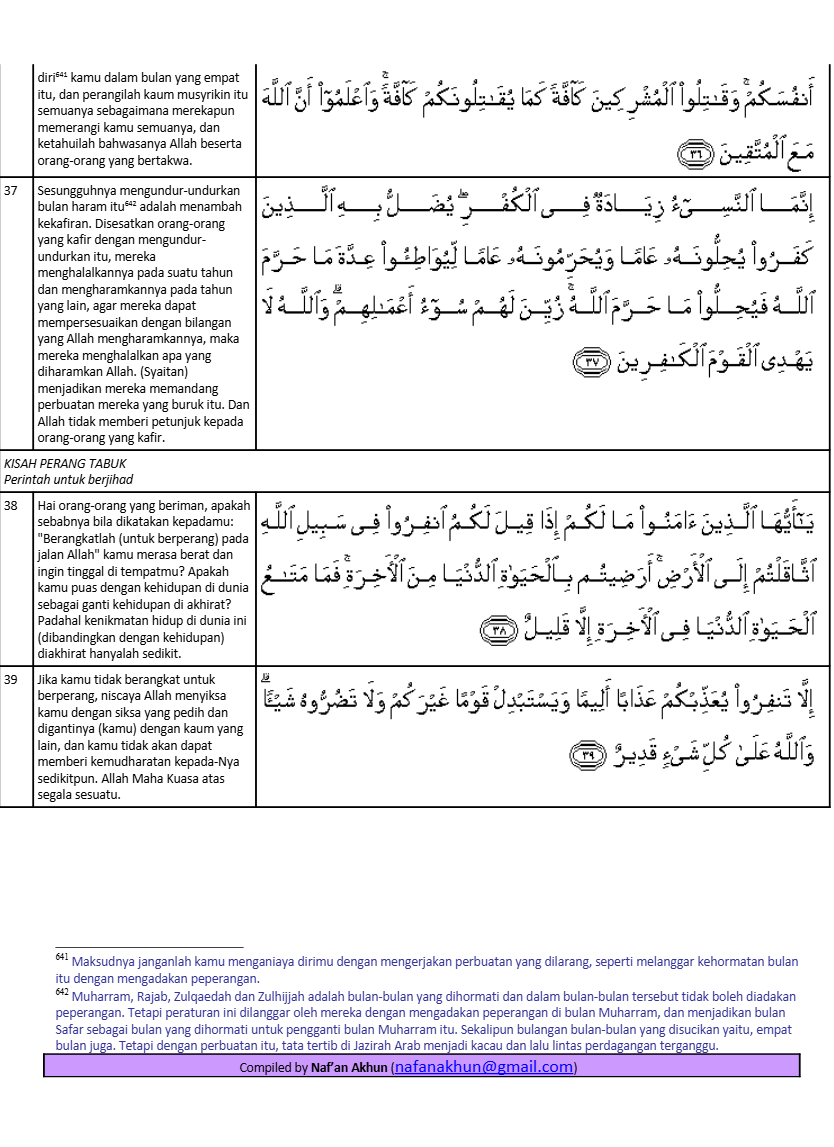 diri⁶⁴¹ kamu dalam bulan yang empat
itu, dan perangilah kaum musyrikin itu
semuanya sebagaimana merekapun
memerangi kamu semuanya, dan
ketahuilah bahwasanya Allah beserta
orang-orang yang bertakwa.
أَنفُسَكُمْ ۚ وَقَـٰتِلُوا۟ ٱلْمُشْرِكِينَ كَآفَّةً كَمَا يُقَـٰتِلُونَكُمْ كَآفَّةً ۚ وَٱعْلَمُوٓا۟ أَنَّ ٱللَّهَ
مَعَ ٱلْمُتَّقِينَ ٣٦
37
Sesungguhnya mengundur-undurkan
bulan haram itu⁶⁴² adalah menambah
kekafiran. Disesatkan orang-orang
yang kafir dengan mengundur-
undurkan itu, mereka
menghalalkannya pada suatu tahun
dan mengharamkannya pada tahun
yang lain, agar mereka dapat
mempersesuaikan dengan bilangan
yang Allah mengharamkannya, maka
mereka menghalalkan apa yang
diharamkan Allah. (Syaitan)
menjadikan mereka memandang
perbuatan mereka yang buruk itu. Dan
Allah tidak memberi petunjuk kepada
orang-orang yang kafir.
إِنَّمَا ٱلنَّسِىٓءُ زِيَادَةٌ فِى ٱلْكُفْرِ ۖ يُضَلُّ بِهِ ٱلَّذِينَ
كَفَرُوا۟ يُحِلُّونَهُۥ عَامًا وَيُحَرِّمُونَهُۥ عَامًا لِّيُوَاطِـُٔوا۟ عِدَّةَ مَا حَرَّمَ
ٱللَّهُ فَيُحِلُّوا۟ مَا حَرَّمَ ٱللَّهُ ۚ زُيِّنَ لَهُمْ سُوٓءُ أَعْمَـٰلِهِمْ ۗ وَٱللَّهُ لَا
يَهْدِى ٱلْقَوْمَ ٱلْكَـٰفِرِينَ ٣٧
KISAH PERANG TABUK
Perintah untuk berjihad
38
Hai orang-orang yang beriman, apakah
sebabnya bila dikatakan kepadamu:
"Berangkatlah (untuk berperang) pada
jalan Allah" kamu merasa berat dan
ingin tinggal di tempatmu? Apakah
kamu puas dengan kehidupan di dunia
sebagai ganti kehidupan di akhirat?
Padahal kenikmatan hidup di dunia ini
(dibandingkan dengan kehidupan)
diakhirat hanyalah sedikit.
يَـٰٓأَيُّهَا ٱلَّذِينَ ءَامَنُوا۟ مَا لَكُمْ إِذَا قِيلَ لَكُمُ ٱنفِرُوا۟ فِى سَبِيلِ ٱللَّهِ
ٱثَّاقَلْتُمْ إِلَى ٱلْأَرْضِ ۚ أَرَضِيتُم بِٱلْحَيَوٰةِ ٱلدُّنْيَا مِنَ ٱلْـَٔاخِرَةِ ۚ فَمَا مَتَـٰعُ
ٱلْحَيَوٰةِ ٱلدُّنْيَا فِى ٱلْـَٔاخِرَةِ إِلَّا قَلِيلٌ ٣٨
39
Jika kamu tidak berangkat untuk
berperang, niscaya Allah menyiksa
kamu dengan siksa yang pedih dan
digantinya (kamu) dengan kaum yang
lain, dan kamu tidak akan dapat
memberi kemudharatan kepada-Nya
sedikitpun. Allah Maha Kuasa atas
segala sesuatu.
إِلَّا تَنفِرُوا۟ يُعَذِّبْكُمْ عَذَابًا أَلِيمًا وَيَسْتَبْدِلْ قَوْمًا غَيْرَكُمْ وَلَا تَضُرُّوهُ شَيْـًٔا ۗ
وَٱللَّهُ عَلَىٰ كُلِّ شَىْءٍ قَدِيرٌ ٣٩
⁶⁴¹ Maksudnya janganlah kamu menganiaya dirimu dengan mengerjakan perbuatan yang dilarang, seperti melanggar kehormatan bulan
itu dengan mengadakan peperangan.
⁶⁴² Muharram, Rajab, Zulqaedah dan Zulhijjah adalah bulan-bulan yang dihormati dan dalam bulan-bulan tersebut tidak boleh diadakan
peperangan. Tetapi peraturan ini dilanggar oleh mereka dengan mengadakan peperangan di bulan Muharram, dan menjadikan bulan
Safar sebagai bulan yang dihormati untuk pengganti bulan Muharram itu. Sekalipun bulangan bulan-bulan yang disucikan yaitu, empat
bulan juga. Tetapi dengan perbuatan itu, tata tertib di Jazirah Arab menjadi kacau dan lalu lintas perdagangan terganggu.
Compiled by Naf'an Akhun (nafanakhun@gmail.com)